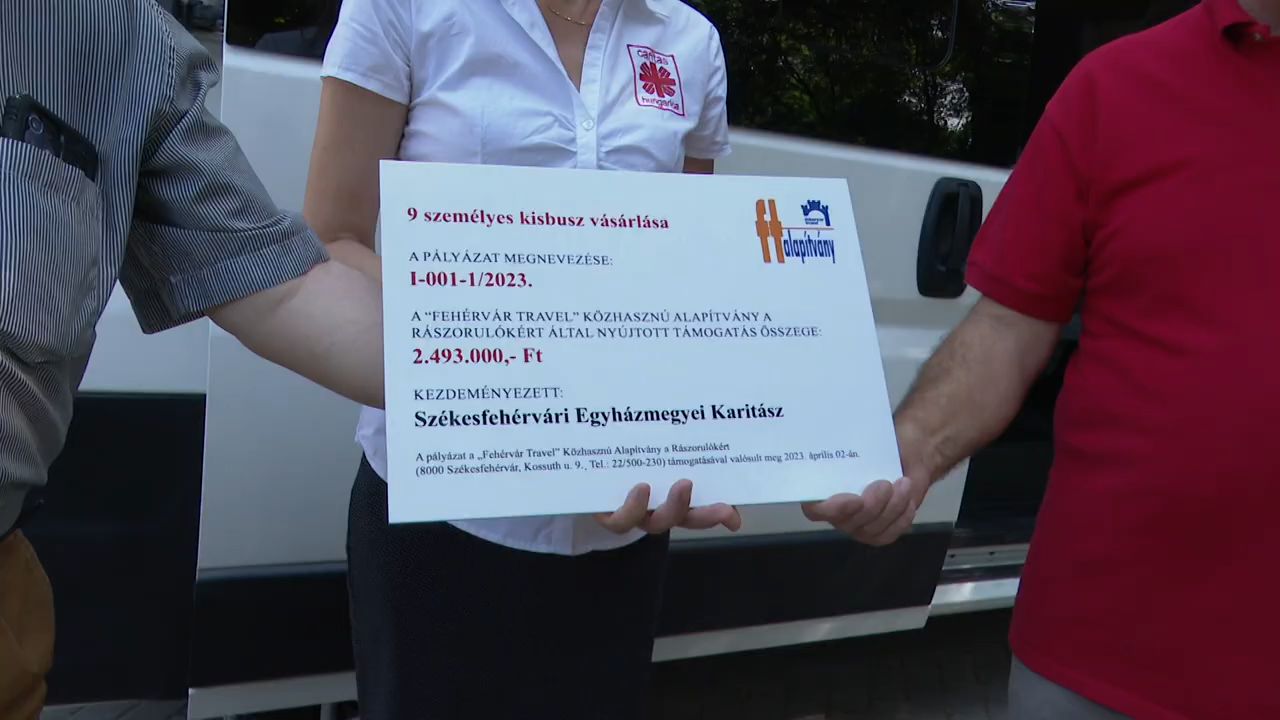 caritas
hungarica
9 személyes kisbusz vásárlása
ft
alapítvány
A PÁLYÁZAT MEGNEVEZÉSE:
I-001-1/2023.
A “FEHÉRVÁR TRAVEL” KÖZHASZNÚ ALAPÍTVÁNY A
RÁSZORULÓKÉRT ÁLTAL NYÚJTOTT TÁMOGATÁS ÖSSZEGE:
2.493.000,- Ft
KEZDEMÉNYEZETT:
Székesfehérvári Egyházmegyei Karitász
A pályázat a „Fehérvár Travel” Közhasznú Alapítvány a Rászorulókért
(8000 Székesfehérvár, Kossuth u. 9., Tel.: 22/500-230) támogatásával valósult meg 2023. április 02-án.